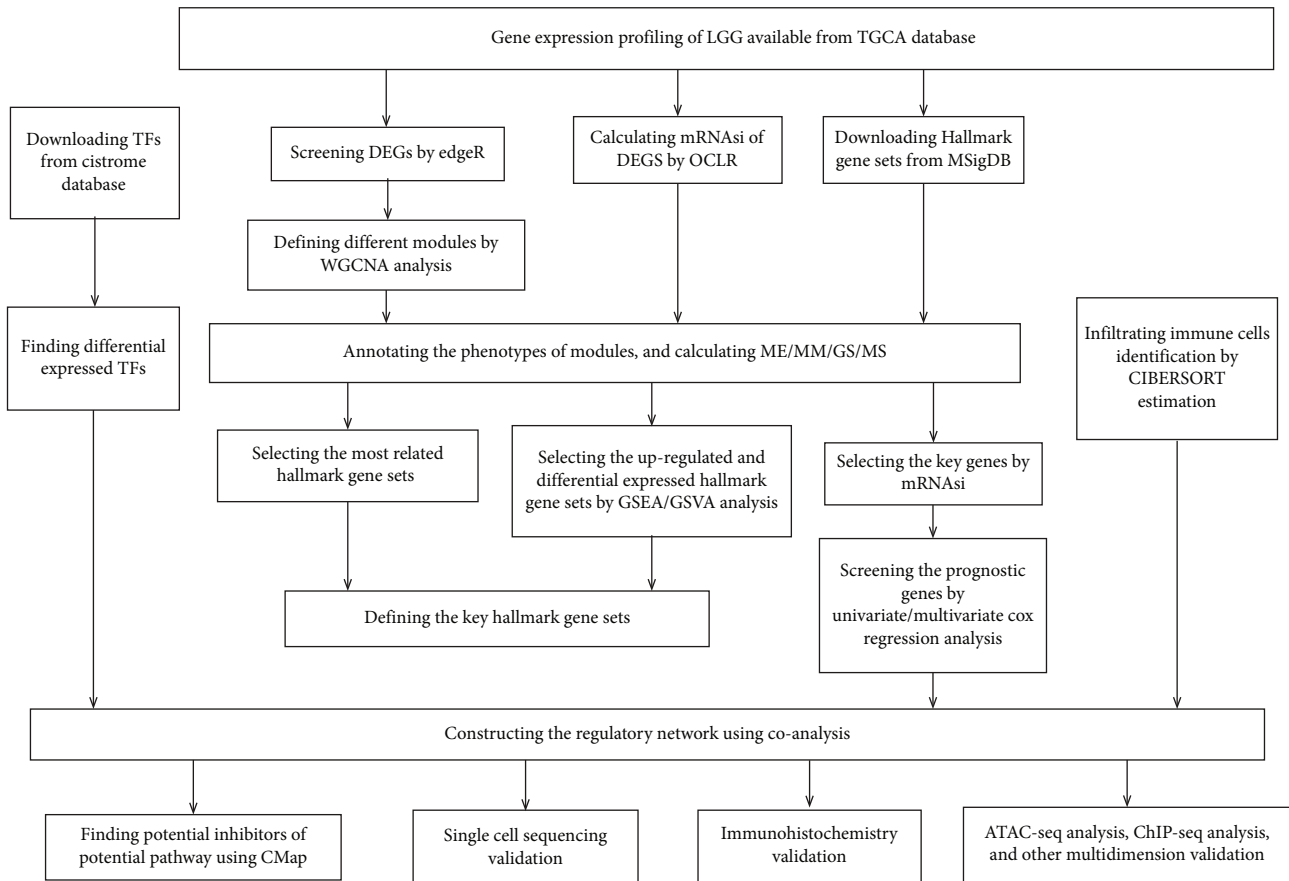 Gene expression profiling of LGG available from TGCA database
Downloading TFs
from cistrome
database
Screening DEGs by edgeR
Calculating mRNAsi of
DEGS by OCLR
Downloading Hallmark
gene sets from MSigDB
Defining different modules by
WGCNA analysis
Finding differential
expressed TFs
Annotating the phenotypes of modules, and calculating ME/MM/GS/MS
Infiltrating immune cells
identification by
CIBERSORT
estimation
Selecting the most related
hallmark gene sets
Selecting the up-regulated and
differential expressed hallmark
gene sets by GSEA/GSVA analysis
Selecting the key genes by
mRNAsi
Screening the prognostic
genes by
univariate/multivariate cox
regression analysis
Defining the key hallmark gene sets
Constructing the regulatory network using co-analysis
Finding potential inhibitors of
potential pathway using CMap
Single cell sequencing
validation
Immunohistochemistry
validation
ATAC-seq analysis, ChIP-seq analysis,
and other multidimension validation